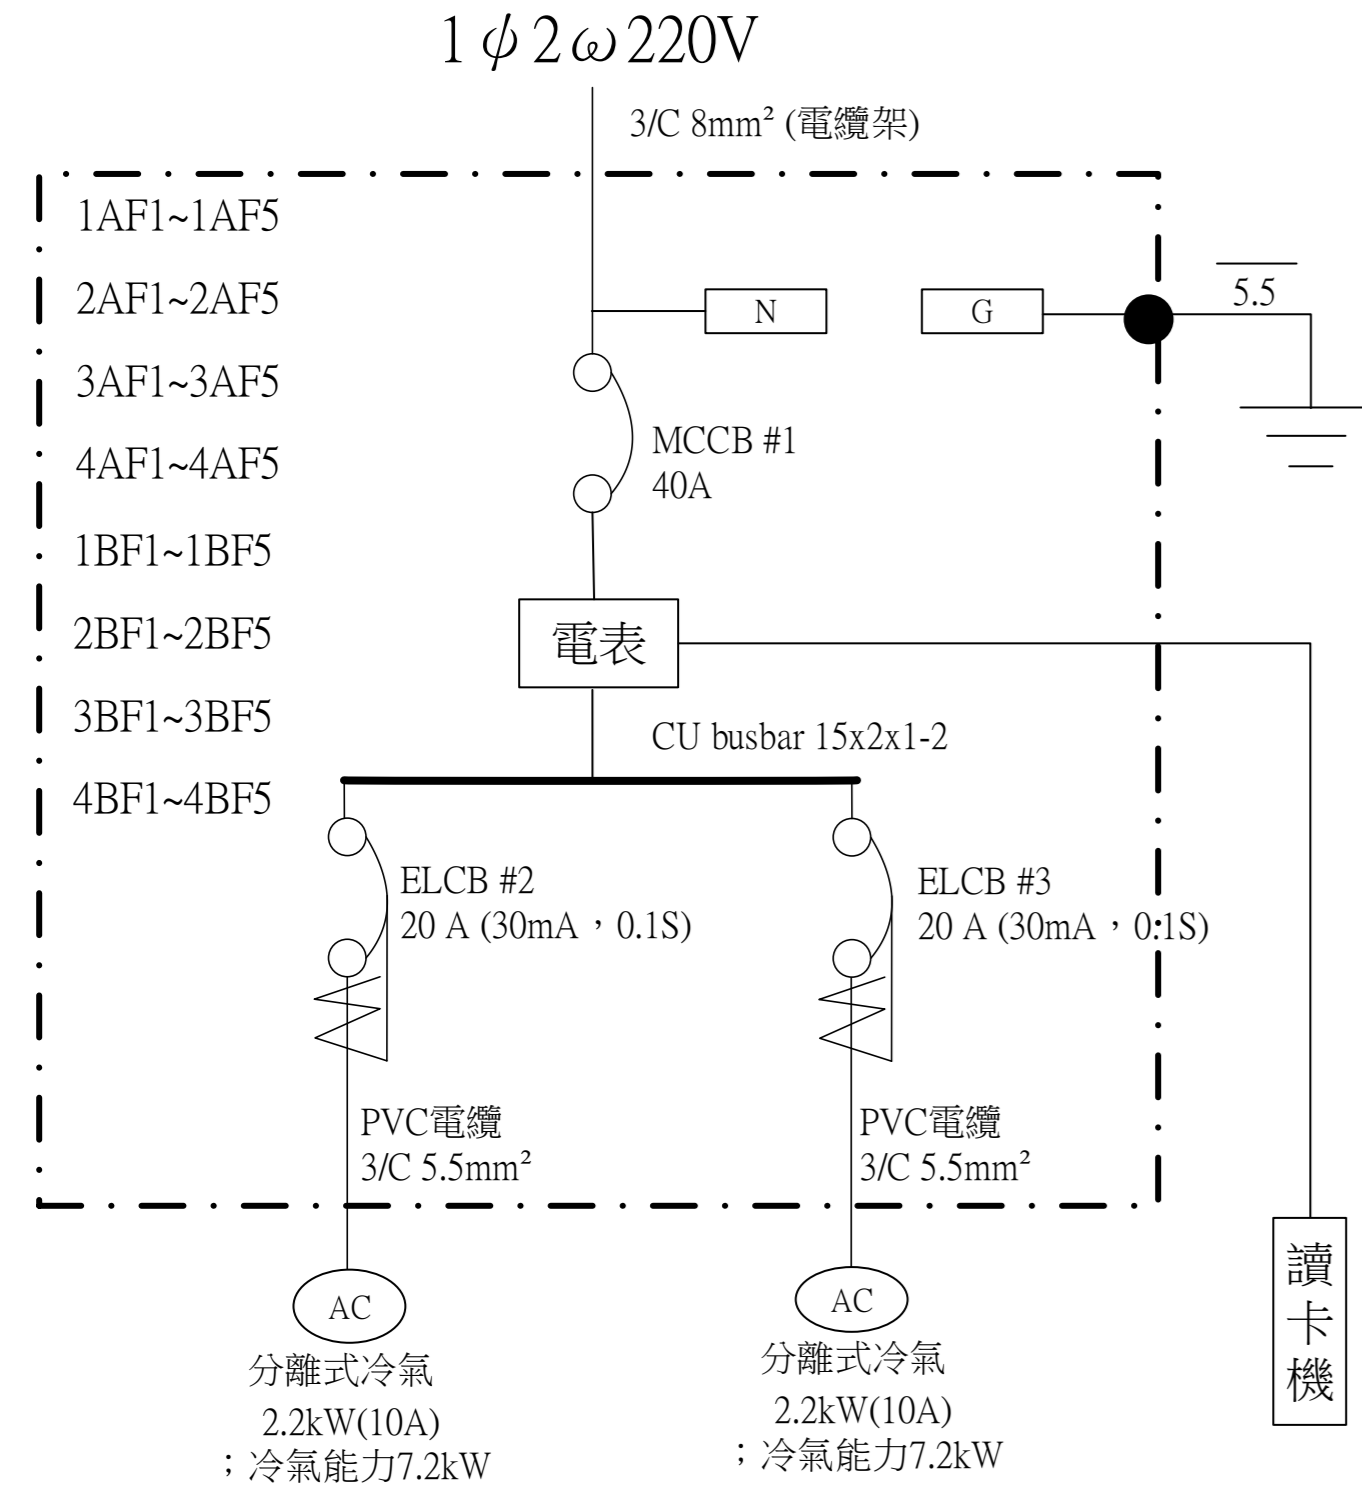 1φ2ω220V
3/C 8mm² (電纜架)
1AF1~1AF5
2AF1~2AF5
3AF1~3AF5
4AF1~4AF5
1BF1~1BF5
2BF1~2BF5
3BF1~3BF5
4BF1~4BF5
N
G
5.5
MCCB #1
40A
電表
CU busbar 15x2x1-2
ELCB #2
20 A (30mA，0.1S)
ELCB #3
20 A (30mA，0.1S)
PVC電纜
3/C 5.5mm²
PVC電纜
3/C 5.5mm²
AC
分離式冷氣
2.2kW(10A)
；冷氣能力7.2kW
AC
分離式冷氣
2.2kW(10A)
；冷氣能力7.2kW
讀卡機